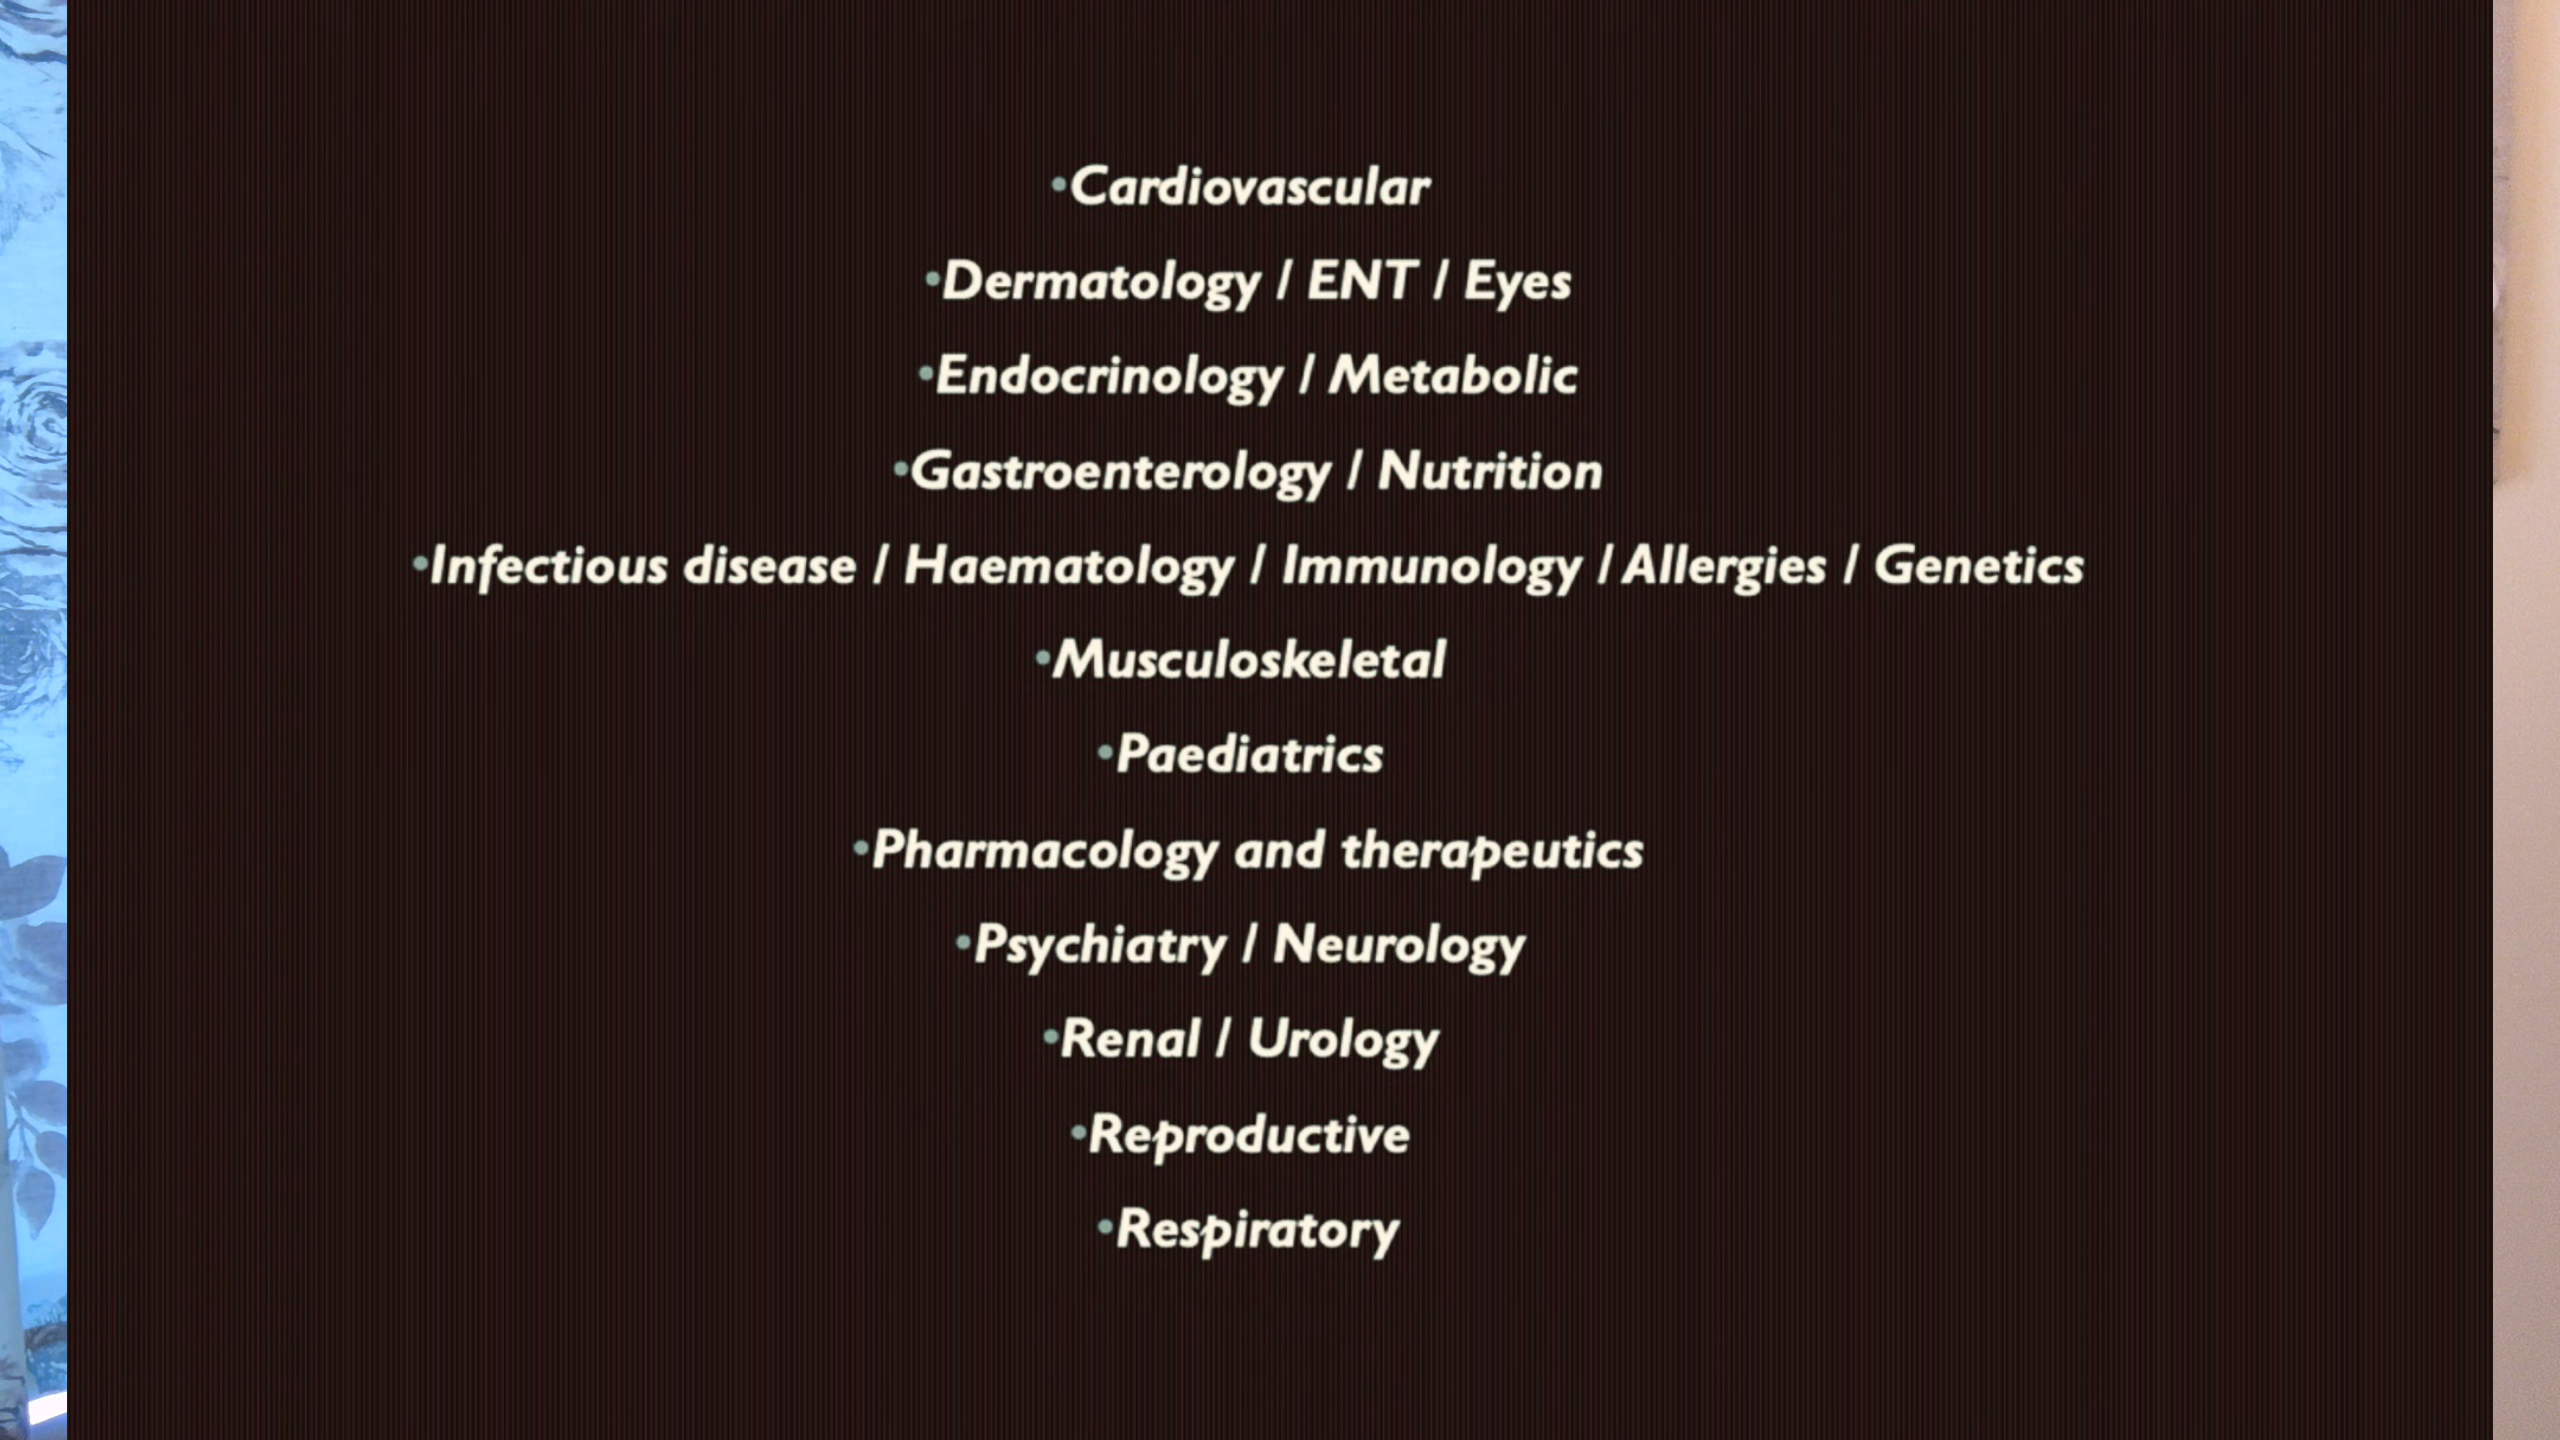 •Cardiovascular
•Dermatology / ENT / Eyes
•Endocrinology / Metabolic
•Gastroenterology / Nutrition
•Infectious disease / Haematology / Immunology / Allergies / Genetics
•Musculoskeletal
•Paediatrics
•Pharmacology and therapeutics
•Psychiatry / Neurology
•Renal / Urology
•Reproductive
•Respiratory